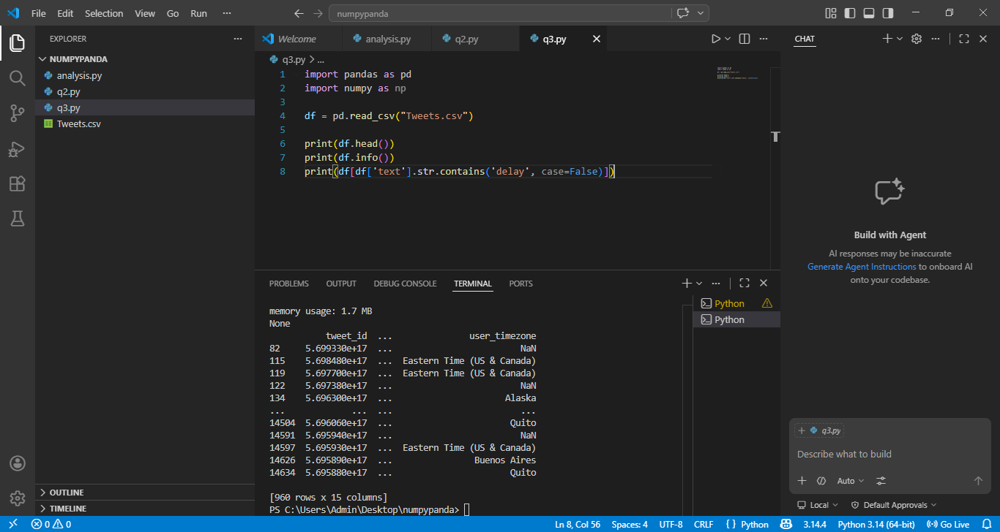 File Edit Selection View Go Run ... numpypanda
EXPLORER ...
NUMPYPANDA
analysis.py
q2.py
q3.py
Tweets.csv
OUTLINE
TIMELINE
Welcome analysis.py q2.py q3.py
q3.py > ...
1 import pandas as pd
2 import numpy as np
3
4 df = pd.read_csv("Tweets.csv")
5
6 print(df.head())
7 print(df.info())
8 print(df[df['text'].str.contains('delay', case=False)])
PROBLEMS OUTPUT DEBUG CONSOLE TERMINAL PORTS
memory usage: 1.7 MB
None
tweet_id ... user_timezone
82 5.699330e+17 ... NaN
115 5.698480e+17 ... Eastern Time (US & Canada)
119 5.697700e+17 ... Eastern Time (US & Canada)
122 5.697380e+17 ... NaN
134 5.696300e+17 ... Alaska
... ... ... ...
14504 5.696060e+17 ... Quito
14591 5.695940e+17 ... NaN
14597 5.695930e+17 ... Eastern Time (US & Canada)
14626 5.695890e+17 ... Buenos Aires
14634 5.695880e+17 ... Quito
[960 rows x 15 columns]
PS C:\Users\Admin\Desktop\numpypanda>
Python
Python
CHAT
Build with Agent
AI responses may be inaccurate
Generate Agent Instructions to onboard AI
onto your codebase.
q3.py
Describe what to build
Auto
Local Default Approvals
0 0 Ln 8, Col 56 Spaces: 4 UTF-8 CRLF { } Python 3.14.4 Python 3.14 (64-bit) Go Live